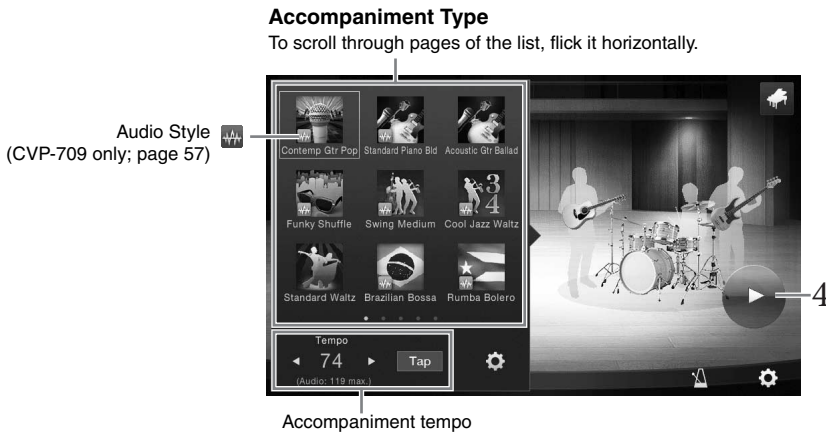 Accompaniment Type
To scroll through pages of the list, flick it horizontally.
Audio Style
(CVP-709 only; page 57)
Contemp Gtr Pop
Standard Piano Bld
Acoustic Gtr Ballad
3
4
Funky Shuffle
Swing Medium
Cool Jazz Waltz
Standard Waltz
Brazilian Bossa
Rumba Bolero
4
Tempo
74
Tap
(Audio: 119 max.)
Accompaniment tempo